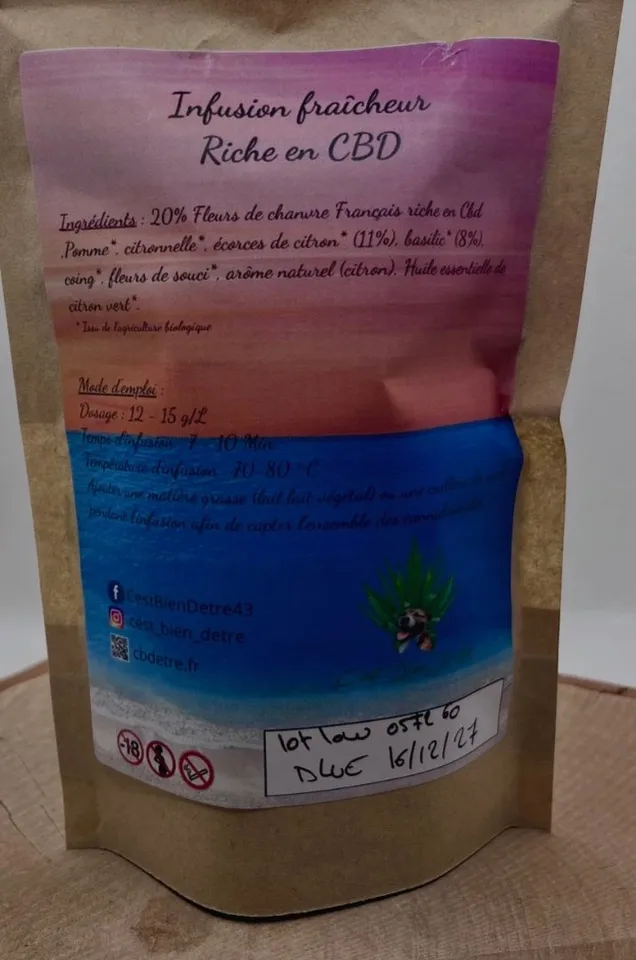 Infusion fraîcheur
Riche en CBD
Ingrédients : 20% Fleurs de chanvre Français riche en Cbd
,Pomme*, citronnelle*, écorces de citron* (11%), basilic* (8%),
coing*, fleurs de souci*, arôme naturel (citron), Huile essentielle de
citron vert*.
* Issu de l'agriculture biologique
Mode d'emploi :
Dosage : 12 - 15 g/L
Temps d'infusion 7 - 10 Min
Température d'infusion 70-80 °C
Ajouter une matière grasse (lait, lait végétal) ou une
pendant l'infusion afin de capter l'ensemble des
CestBienDetre43
cést_bien_detre
cbdetre.fr
-18
lot 0572 60
DLUE 16/12/27